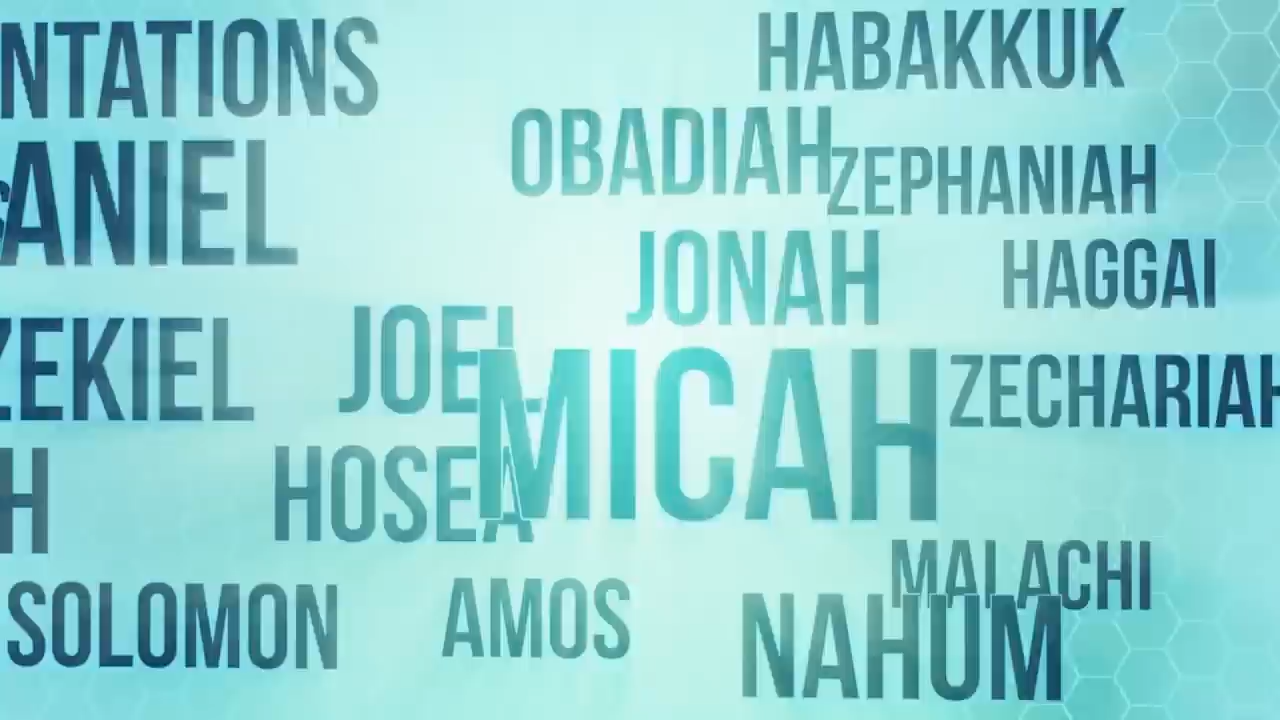 NTATIONS
HABAKKUK
OBADIAH
ANIEL
ZEPHANIAH
JONAH
HAGGAI
ZEKIEL
JOEL
MICAH
ZECHARIAH
H
HOSEA
SOLOMON
AMOS
MALACHI
NAHUM